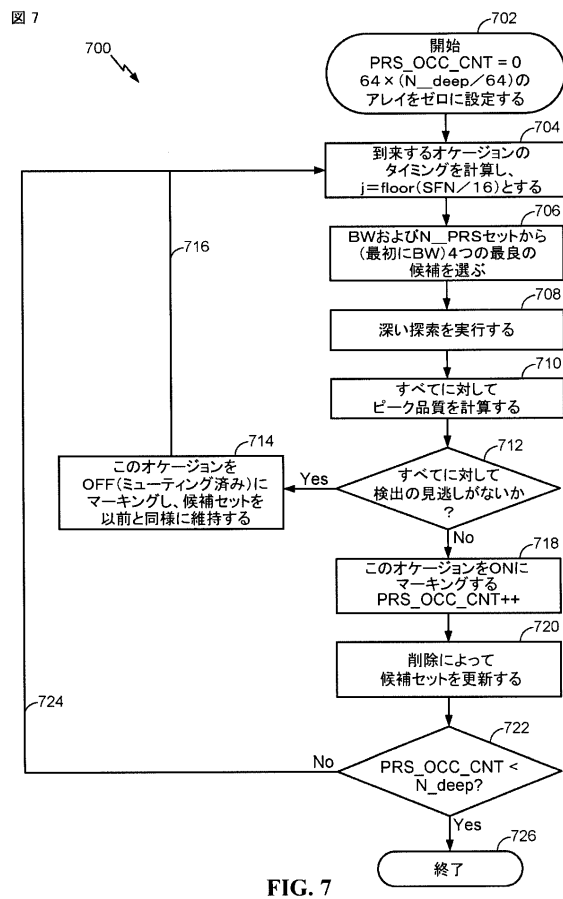 図 7
700
702
開始
PRS_OCC_CNT = 0
64×(N__deep/64)の
アレイをゼロに設定する
704
到来するオケージョンの
タイミングを計算し、
j=floor(SFN/16)とする
706
BWおよびN__PRSセットから
(最初にBW)4つの最良の
候補を選ぶ
708
深い探索を実行する
710
すべてに対して
ピーク品質を計算する
712
すべてに対して
検出の見逃しがないか
?
Yes
714
このオケージョンを
OFF(ミューティング済み)に
マーキングし、候補セットを
以前と同様に維持する
716
No
718
このオケージョンをONに
マーキングする
PRS_OCC_CNT++
720
削除によって
候補セットを更新する
722
PRS_OCC_CNT <
N_deep?
No
724
Yes
726
終了
FIG. 7